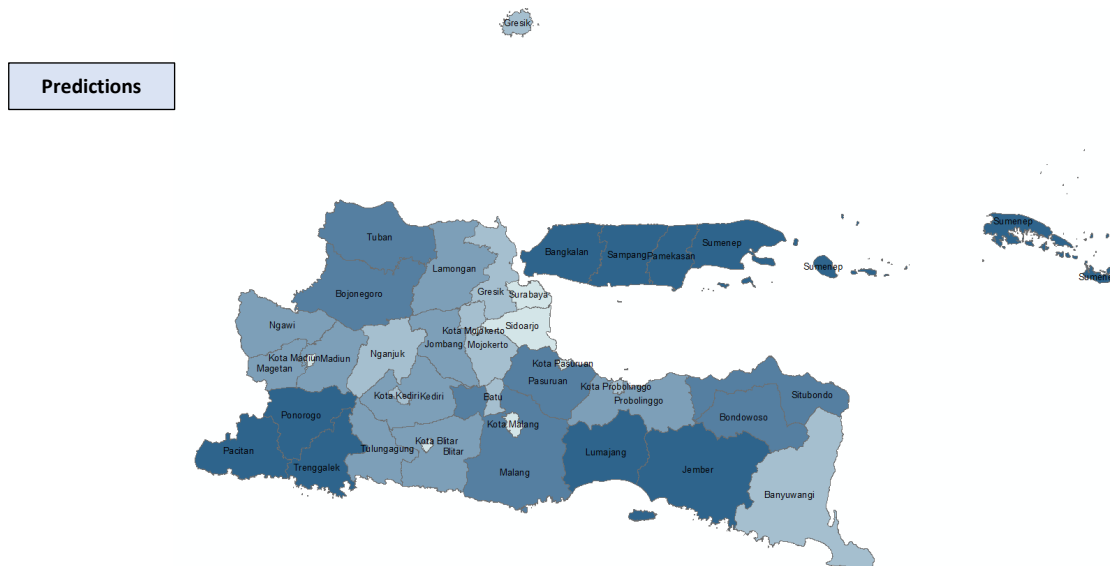 Gresik
Predictions
Sumenep
Tuban
Bangkalan
Sampang
Pamekasan
Sumenep
Sumenep
Lamongan
Sumene
Bojonegoro
Gresik
Surabaya
Ngawi
Sidoarjo
Kota Mojokerto
Jombang
Mojokerto
Nganjuk
Kota Madiun
Madiun
Magetan
Kota Pasuruan
Pasuruan
Kota Probolinggo
Probolinggo
Kota Kediri
Kediri
Batu
Situbondo
Bondowoso
Ponorogo
Kota Malang
Kota Blitar
Blitar
Tulungagung
Pacitan
Trenggalek
Malang
Lumajang
Jember
Banyuwangi